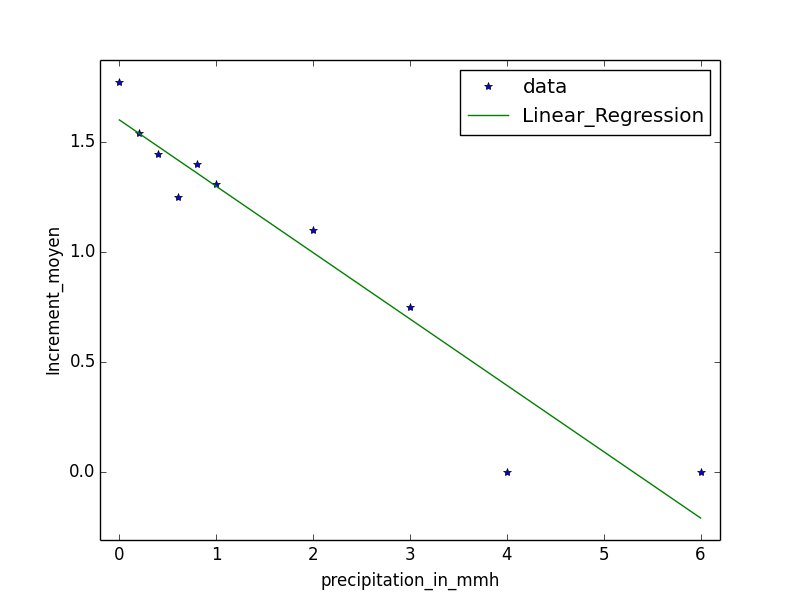 data
Linear_Regression
1.5
1.0
0.5
0.0
Increment_moyen
0 1 2 3 4 5 6
precipitation_in_mmh